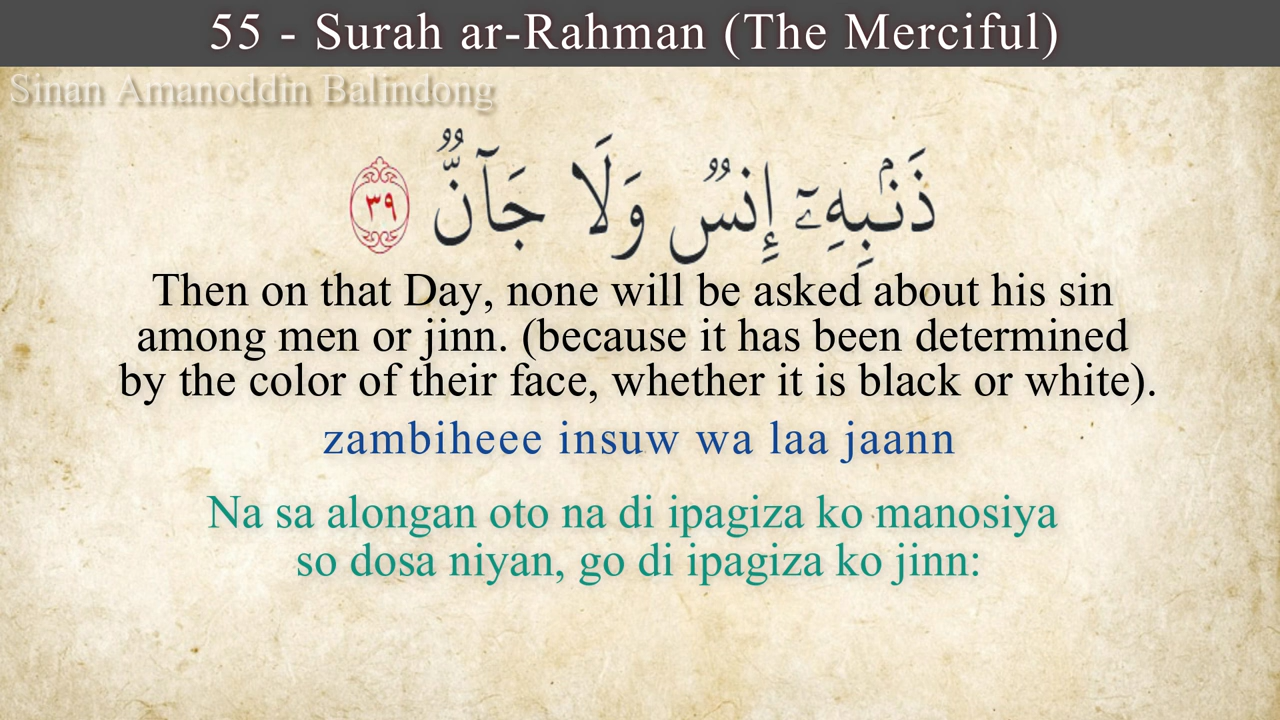 55 - Surah ar-Rahman (The Merciful)
Sinan Amanoddin Balindong
ذَنۢبِهِۦٓ إِنسٌ وَلَا جَآنٌّ ٣٩
Then on that Day, none will be asked about his sin
among men or jinn. (because it has been determined
by the color of their face, whether it is black or white).
zambiheee insuw wa laa jaann
Na sa alongan oto na di ipagiza ko manosiya
so dosa niyan, go di ipagiza ko jinn: